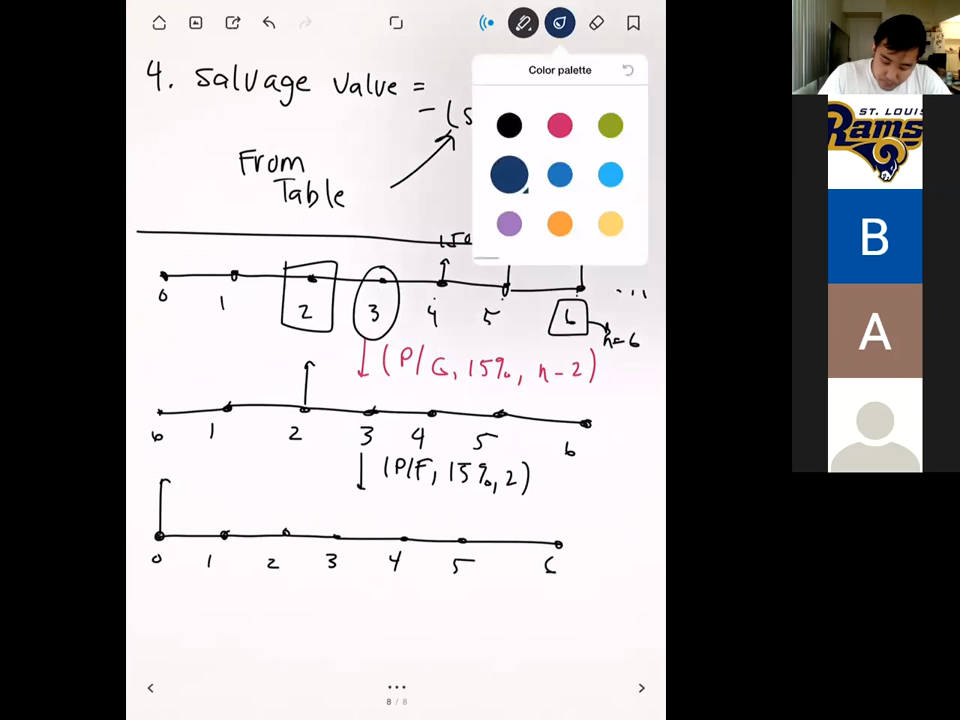 Color palette
4. Salvage Value =
- (S
From
Table
150
0 1 2 3 4 5 6 ...
n=6
(P/G, 15%, n-2)
0 1 2 3 4 5 6
(P/F, 15%, 2)
0 1 2 3 4 5 6
8 / 8
ST. LOUIS
Rams
B
A